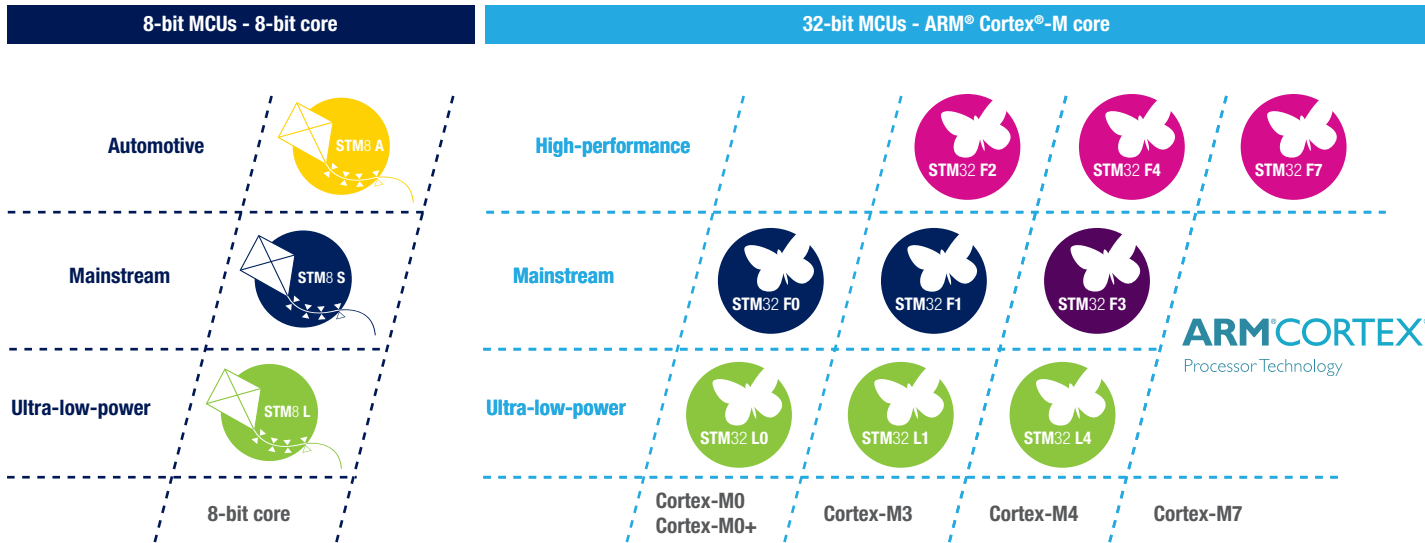 8-bit MCUs - 8-bit core
32-bit MCUs - ARM® Cortex®-M core
Automotive
STM8 A
High-performance
STM32 F2
STM32 F4
STM32 F7
Mainstream
STM8 S
Mainstream
STM32 F0
STM32 F1
STM32 F3
ARM®CORTEX®
Processor Technology
Ultra-low-power
STM8 L
Ultra-low-power
STM32 L0
STM32 L1
STM32 L4
8-bit core
Cortex-M0
Cortex-M0+
Cortex-M3
Cortex-M4
Cortex-M7